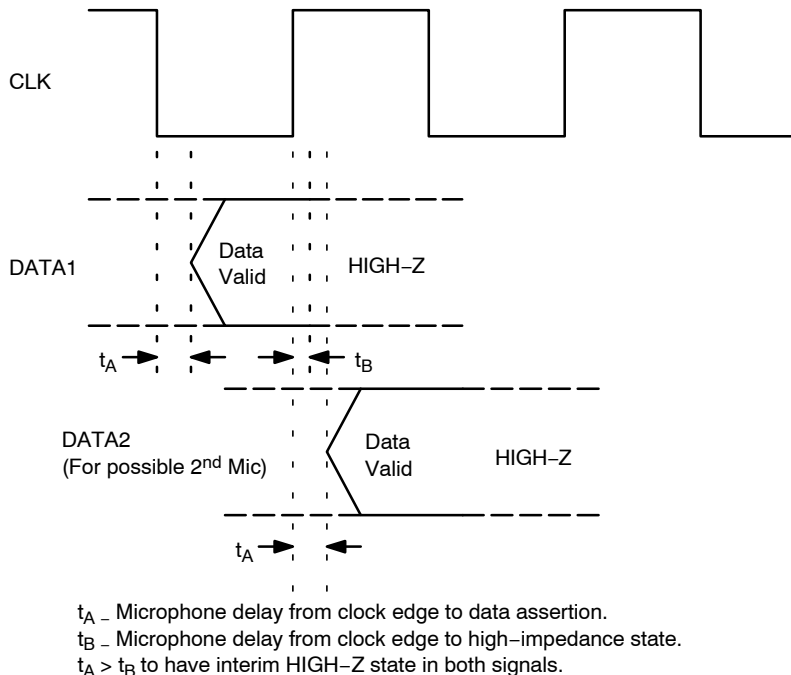 CLK
DATA1
Data
Valid
HIGH–Z
tA
tB
DATA2
(For possible 2nd Mic)
Data
Valid
HIGH–Z
tA
tA – Microphone delay from clock edge to data assertion.
tB – Microphone delay from clock edge to high–impedance state.
tA > tB to have interim HIGH–Z state in both signals.